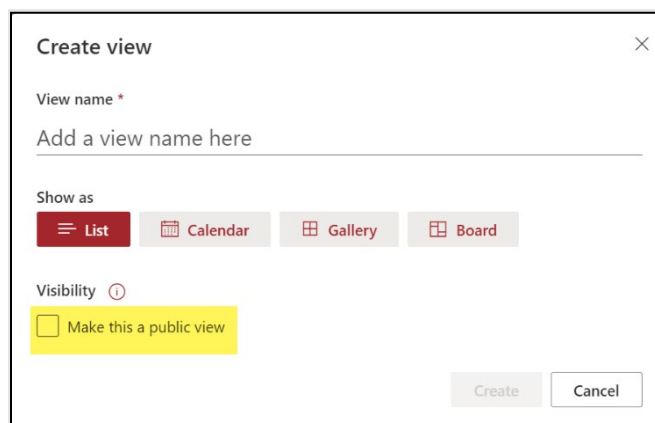 Create view
View name *
Add a view name here
Show as
List Calendar Gallery Board
Visibility
Make this a public view
Create Cancel